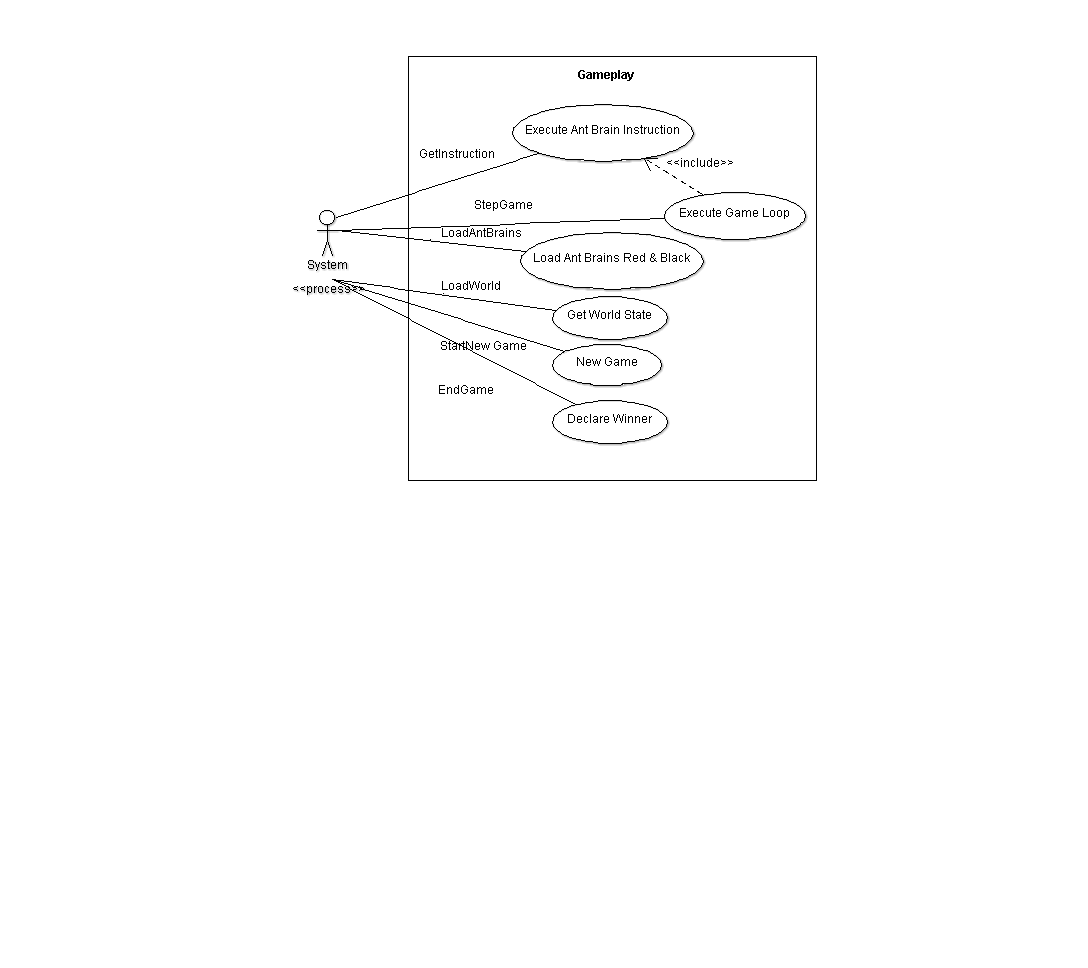 Gameplay
Execute Ant Brain Instruction
GetInstruction
<<include>>
StepGame
Execute Game Loop
LoadAntBrains
Load Ant Brains Red & Black
System
<<process>>
LoadWorld
Get World State
StartNew Game
New Game
EndGame
Declare Winner